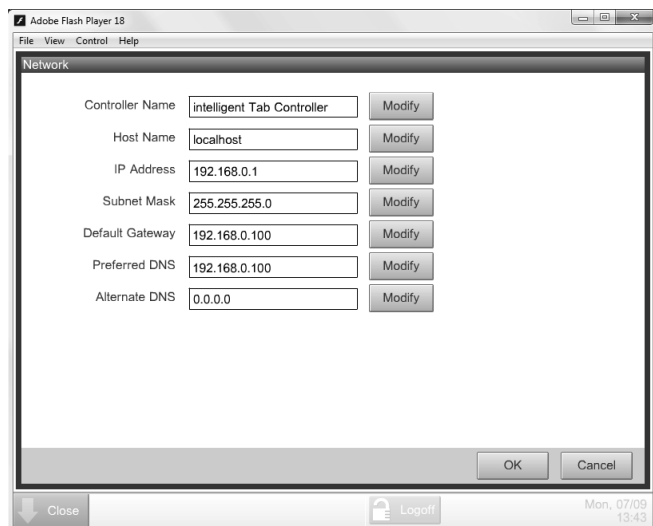 Adobe Flash Player 18
File View Control Help
Network
Controller Name intelligent Tab Controller Modify
Host Name localhost Modify
IP Address 192.168.0.1 Modify
Subnet Mask 255.255.255.0 Modify
Default Gateway 192.168.0.100 Modify
Preferred DNS 192.168.0.100 Modify
Alternate DNS 0.0.0.0 Modify
OK Cancel
Close Logoff Mon, 07/09
13:43